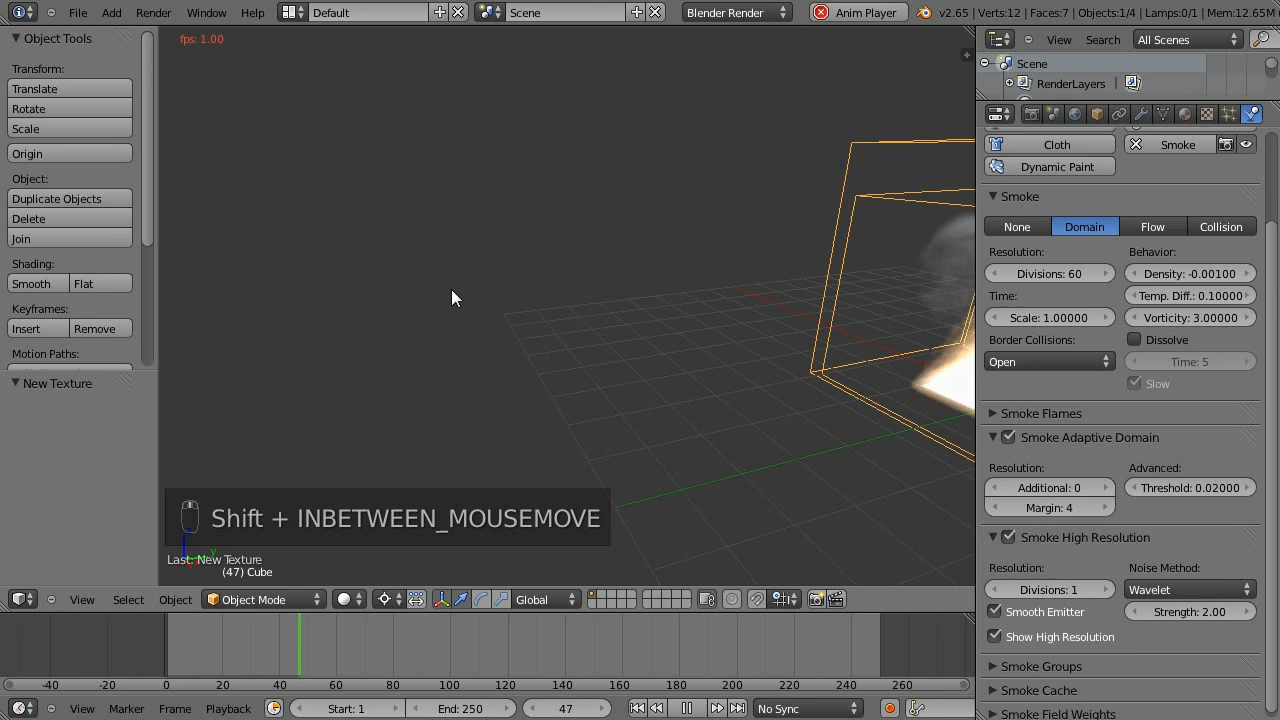 File Add Render Window Help Default Scene Blender Render Anim Player v2.65 | Verts:12 | Faces:7 | Objects:1/4 | Lamps:0/1 | Mem:12.65M
Object Tools
Transform:
Translate
Rotate
Scale
Origin
Object:
Duplicate Objects
Delete
Join
Shading:
Smooth Flat
Keyframes:
Insert Remove
Motion Paths:
New Texture
fps: 1.00
Shift + INBETWEEN_MOUSEMOVE
Last: New Texture
(47) Cube
y
View Select Object Object Mode Global
-40 -20 0 20 40 60 80 100 120 140 160 180 200 220 240 260
View Marker Frame Playback Start: 1 End: 250 47 No Sync
View Search All Scenes
Scene
RenderLayers |
Cloth Smoke
Dynamic Paint
Smoke
None Domain Flow Collision
Resolution: Behavior:
Divisions: 60 Density: -0.00100
Time: Temp. Diff.: 0.10000
Scale: 1.00000 Vorticity: 3.00000
Border Collisions: Dissolve
Open Time: 5
Slow
Smoke Flames
Smoke Adaptive Domain
Resolution: Advanced:
Additional: 0 Threshold: 0.02000
Margin: 4
Smoke High Resolution
Resolution: Noise Method:
Divisions: 1 Wavelet
Smooth Emitter Strength: 2.00
Show High Resolution
Smoke Groups
Smoke Cache
Smoke Field Weights